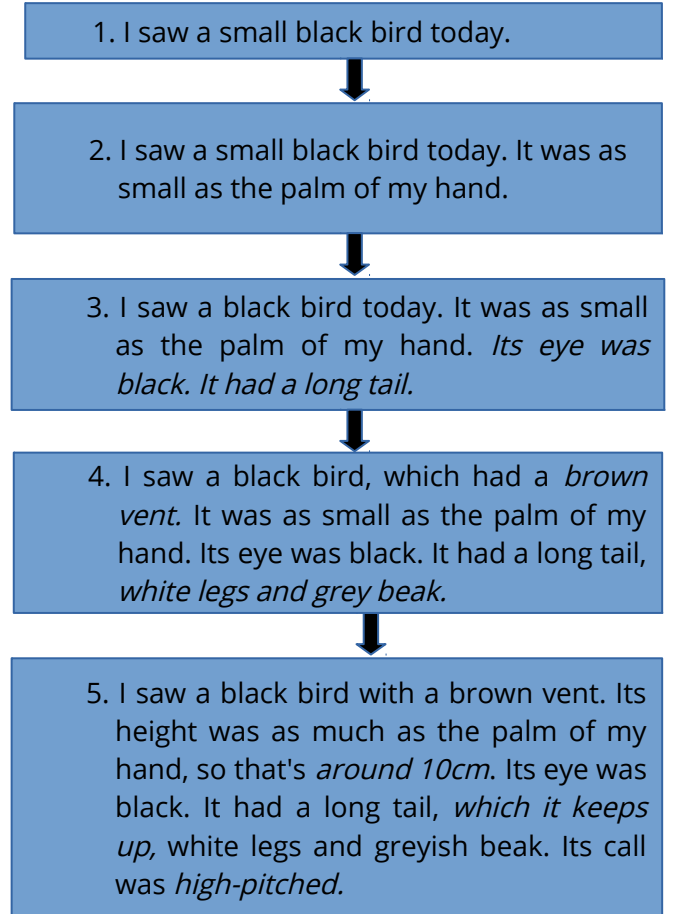 1. I saw a small black bird today.
2. I saw a small black bird today. It was as
small as the palm of my hand.
3. I saw a black bird today. It was as small
as the palm of my hand. Its eye was
black. It had a long tail.
4. I saw a black bird, which had a brown
vent. It was as small as the palm of my
hand. Its eye was black. It had a long tail,
white legs and grey beak.
5. I saw a black bird with a brown vent. Its
height was as much as the palm of my
hand, so that's around 10cm. Its eye was
black. It had a long tail, which it keeps
up, white legs and greyish beak. Its call
was high-pitched.